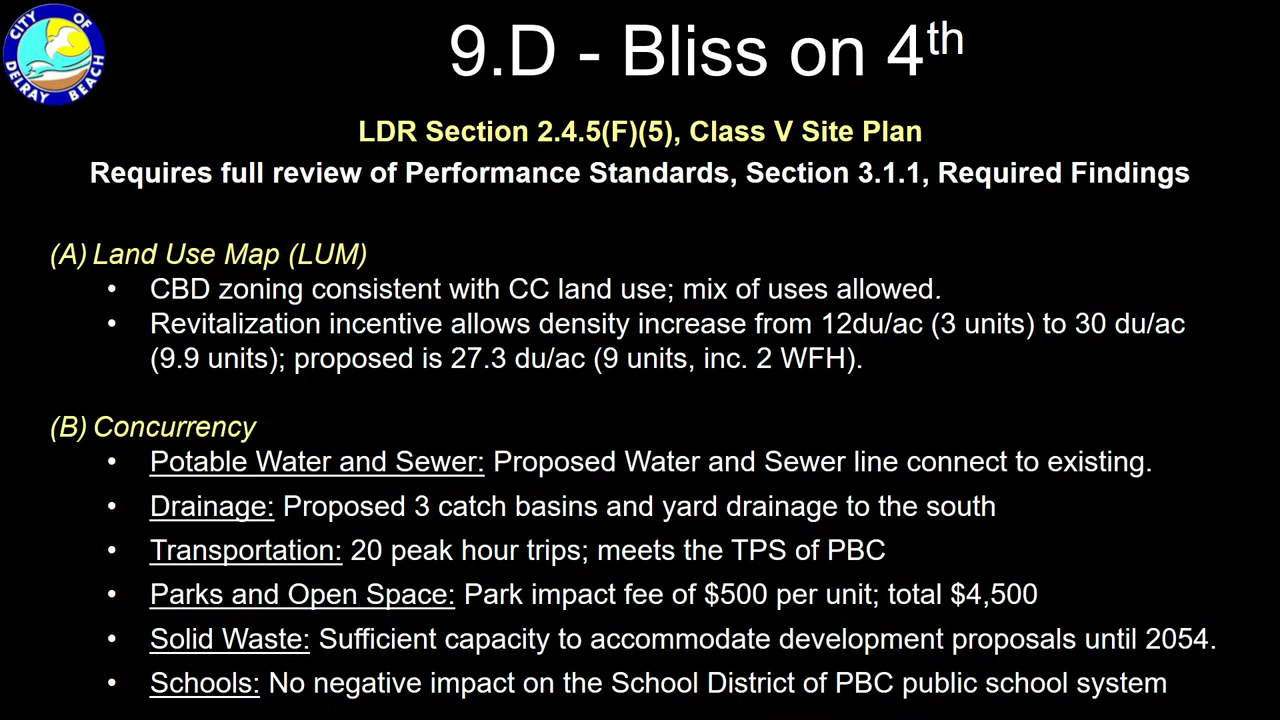 CITY OF
DELRAY BEACH
9.D - Bliss on 4th
LDR Section 2.4.5(F)(5), Class V Site Plan
Requires full review of Performance Standards, Section 3.1.1, Required Findings
(A) Land Use Map (LUM)
• CBD zoning consistent with CC land use; mix of uses allowed.
• Revitalization incentive allows density increase from 12du/ac (3 units) to 30 du/ac
(9.9 units); proposed is 27.3 du/ac (9 units, inc. 2 WFH).
(B) Concurrency
• Potable Water and Sewer: Proposed Water and Sewer line connect to existing.
• Drainage: Proposed 3 catch basins and yard drainage to the south
• Transportation: 20 peak hour trips; meets the TPS of PBC
• Parks and Open Space: Park impact fee of $500 per unit; total $4,500
• Solid Waste: Sufficient capacity to accommodate development proposals until 2054.
• Schools: No negative impact on the School District of PBC public school system